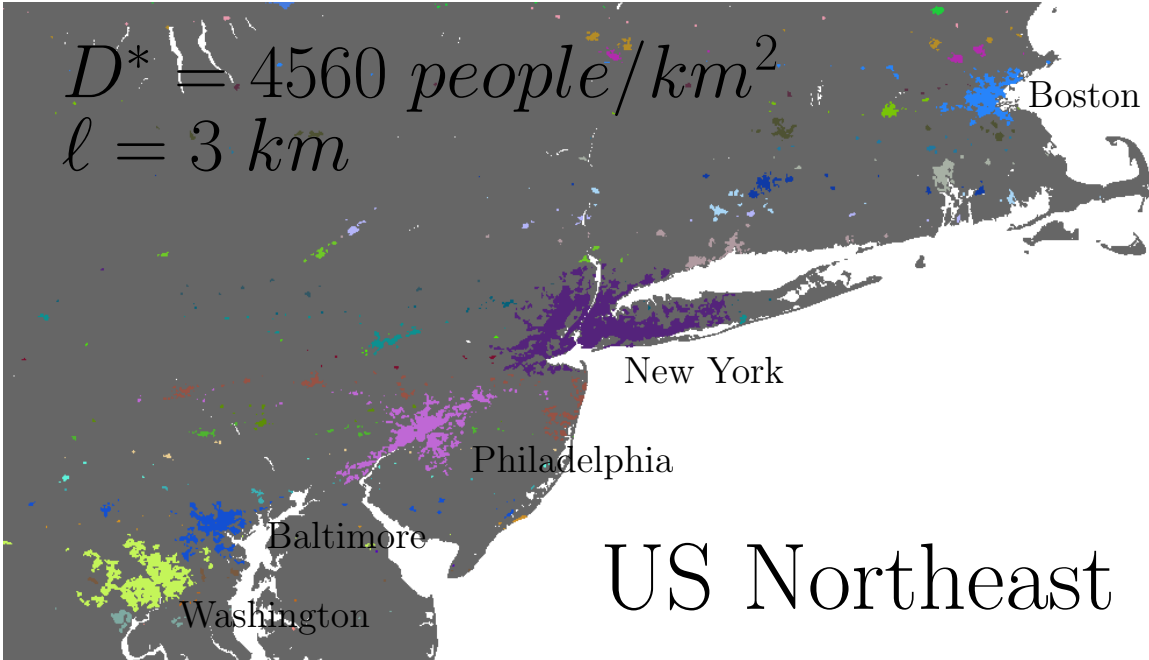 D* = 4560 people/km²
ℓ = 3 km
Boston
New York
Philadelphia
Baltimore
US Northeast
Washington